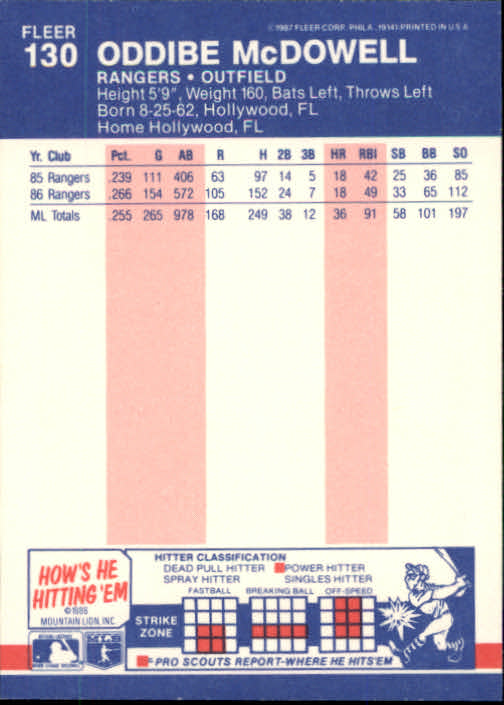 FLEER
130
ODDIBE McDOWELL
©1987 FLEER CORP. PHILA., 19141 PRINTED IN U S A
RANGERS • OUTFIELD
Height 5'9", Weight 160, Bats Left, Throws Left
Born 8-25-62, Hollywood, FL
Home Hollywood, FL
Yr. Club Pct. G AB R H 2B 3B HR RBI SB BB SO
85 Rangers .239 111 406 63 97 14 5 18 42 25 36 85
86 Rangers .266 154 572 105 152 24 7 18 49 33 65 112
ML Totals .255 265 978 168 249 38 12 36 91 58 101 197
HOW'S HE
HITTING 'EM
©1986
MOUNTAIN LION, INC.
HITTER CLASSIFICATION
DEAD PULL HITTER POWER HITTER
SPRAY HITTER SINGLES HITTER
FASTBALL BREAKING BALL OFF-SPEED
STRIKE
ZONE
= PRO SCOUTS REPORT-WHERE HE HITS 'EM